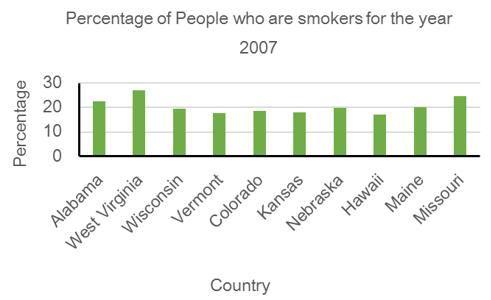 Percentage of People who are smokers for the year
2007
Percentage
30
20
10
0
Alabama
West Virginia
Wisconsin
Vermont
Colorado
Kansas
Nebraska
Hawaii
Maine
Missouri
Country